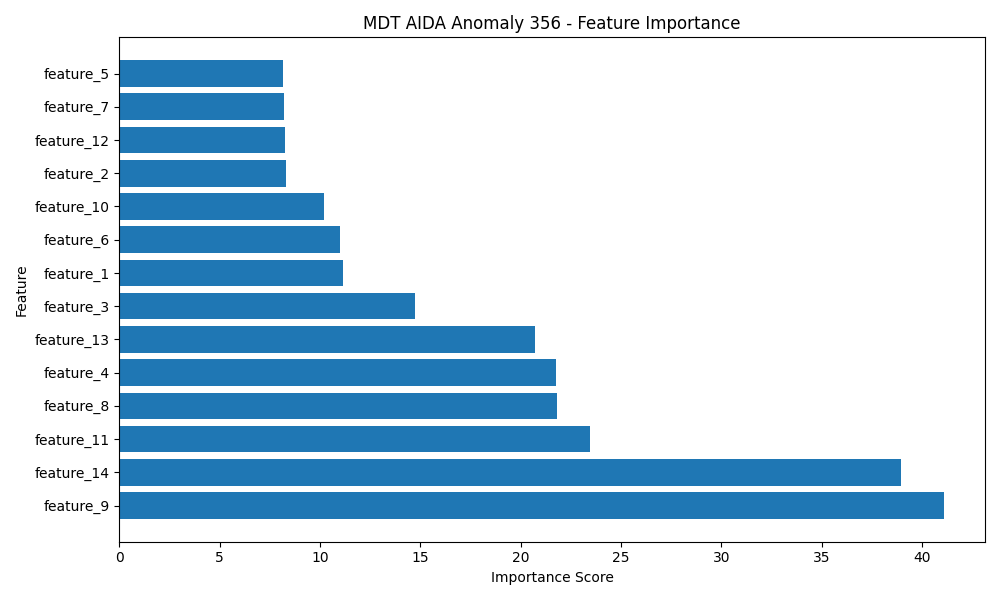 MDT AIDA Anomaly 356 - Feature Importance
feature_5
feature_7
feature_12
feature_2
feature_10
feature_6
feature_1
feature_3
feature_13
feature_4
feature_8
feature_11
feature_14
feature_9
Feature
0 5 10 15 20 25 30 35 40
Importance Score